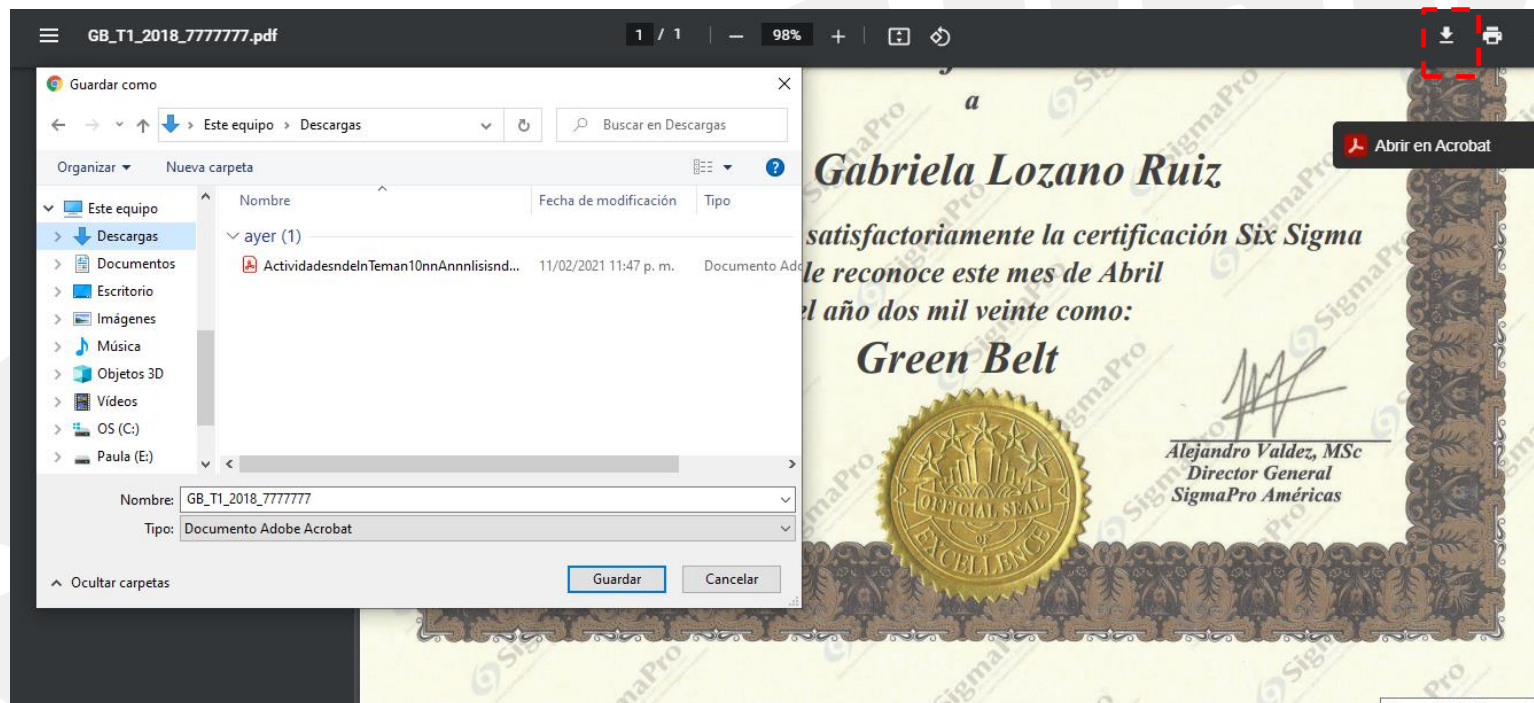 GB_T1_2018_7777777.pdf
1 / 1
98%
Guardar como
Este equipo > Descargas
Buscar en Descargas
Organizar
Nueva carpeta
Este equipo
Descargas
Documentos
Escritorio
Imágenes
Música
Objetos 3D
Vídeos
OS (C:)
Paula (E:)
Nombre
Fecha de modificación
Tipo
ayer (1)
ActividadesndelnTeman10nnAnnnlisisnd...
11/02/2021 11:47 p. m.
Documento Ado
Nombre: GB_T1_2018_7777777
Tipo: Documento Adobe Acrobat
Ocultar carpetas
Guardar
Cancelar
Abrir en Acrobat
a
Gabriela Lozano Ruiz
satisfactoriamente la certificación Six Sigma
le reconoce este mes de Abril
el año dos mil veinte como:
Green Belt
OFFICIAL SEAL
OF
EXCELLENCE
Alejandro Valdez, MSc
Director General
SigmaPro Américas
SigmaPro